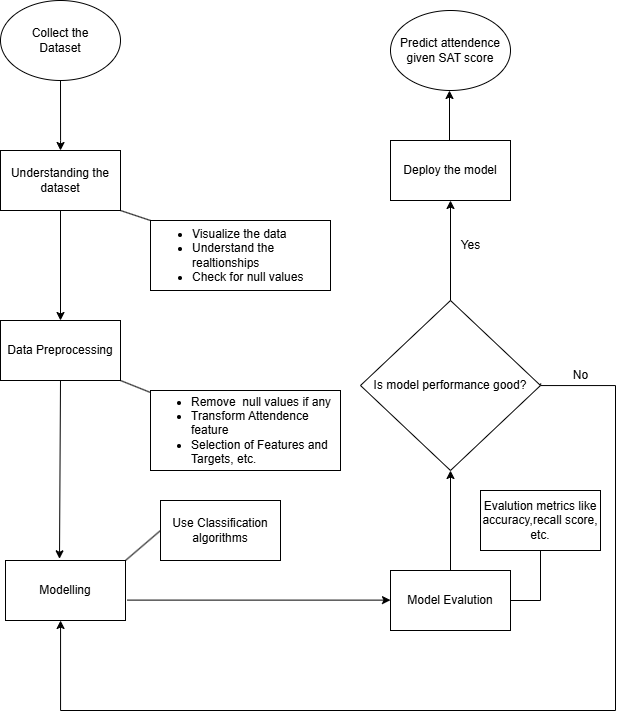 Collect the
Dataset
Predict attendence
given SAT score
Understanding the
dataset
Deploy the model
Visualize the data
Understand the
realtionships
Check for null values
Yes
Data Preprocessing
Is model performance good?
No
Remove null values if any
Transform Attendence
feature
Selection of Features and
Targets, etc.
Use Classification
algorithms
Evalution metrics like
accuracy,recall score,
etc.
Modelling
Model Evalution